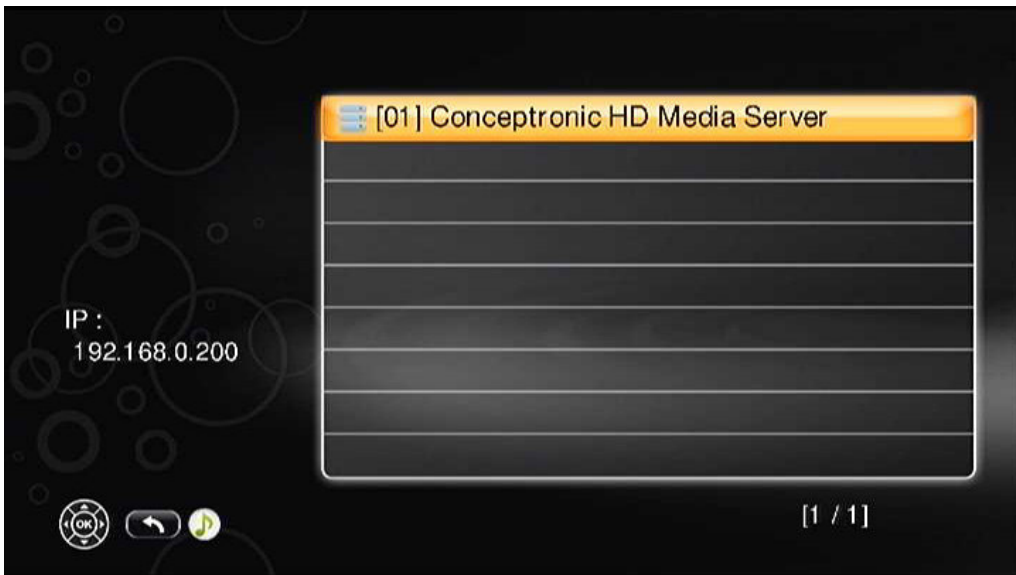 [01] Conceptronic HD Media Server
IP :
192.168.0.200
OK
[1 / 1]